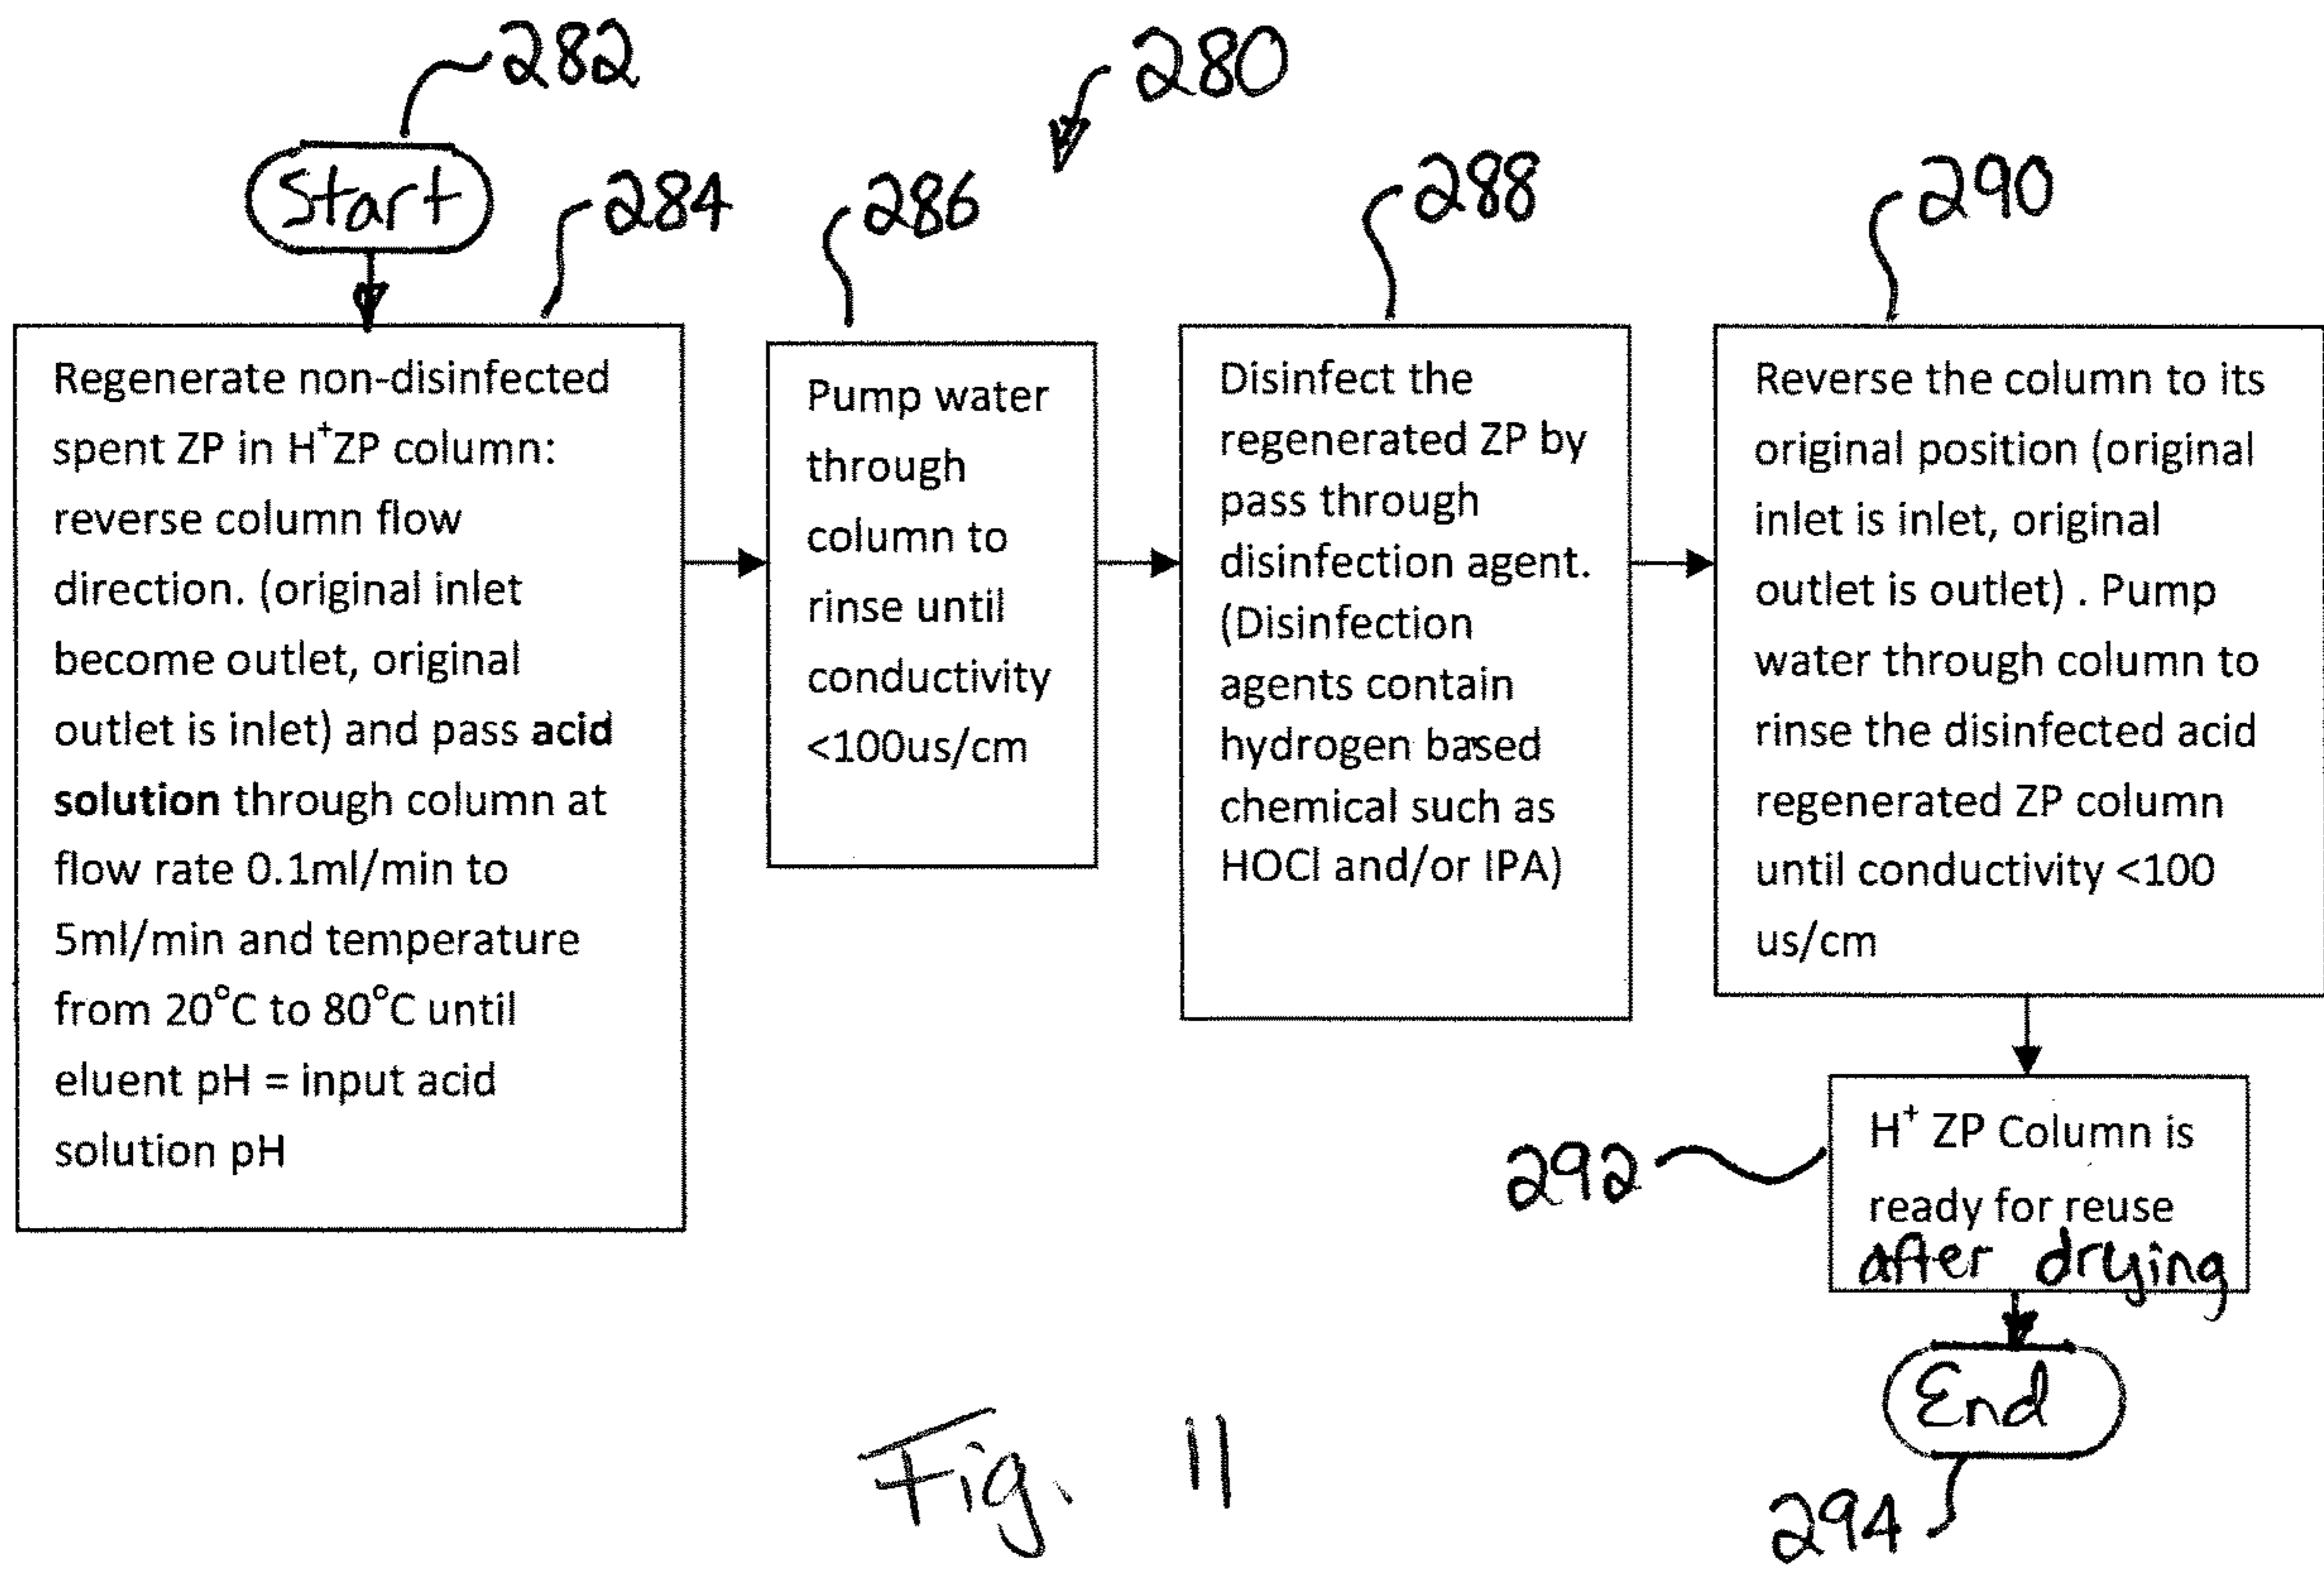 282
280
Start
284
286
288
290
Regenerate non-disinfected
spent ZP in H⁺ZP column:
reverse column flow
direction. (original inlet
become outlet, original
outlet is inlet) and pass acid
solution through column at
flow rate 0.1ml/min to
5ml/min and temperature
from 20°C to 80°C until
eluent pH = input acid
solution pH
Pump water
through
column to
rinse until
conductivity
<100us/cm
Disinfect the
regenerated ZP by
pass through
disinfection agent.
(Disinfection
agents contain
hydrogen based
chemical such as
HOCl and/or IPA)
Reverse the column to its
original position (original
inlet is inlet, original
outlet is outlet) . Pump
water through column to
rinse the disinfected acid
regenerated ZP column
until conductivity <100
us/cm
292
H⁺ ZP Column is
ready for reuse
after drying
End
294
Fig. 11